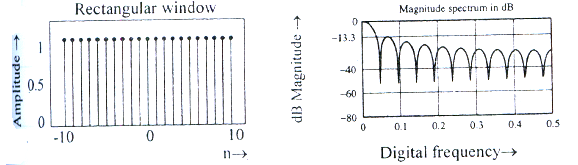 Rectangular window
Amplitude →
1
0.5
0
-10
0
10
n→
Magnitude spectrum in dB
dB Magnitude →
0
-13.3
-40
-60
-80
0
0.1
0.2
0.3
0.4
0.5
Digital frequency→